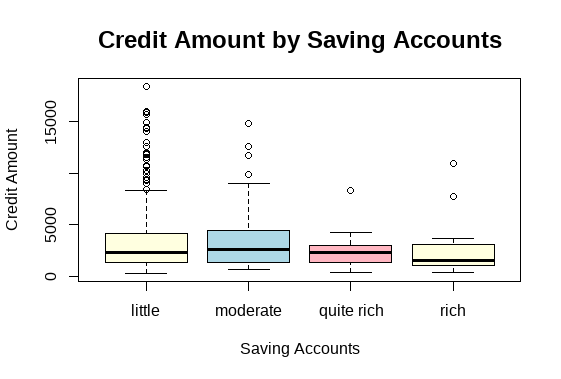 Credit Amount by Saving Accounts
Credit Amount
15000
5000
0
little moderate quite rich rich
Saving Accounts